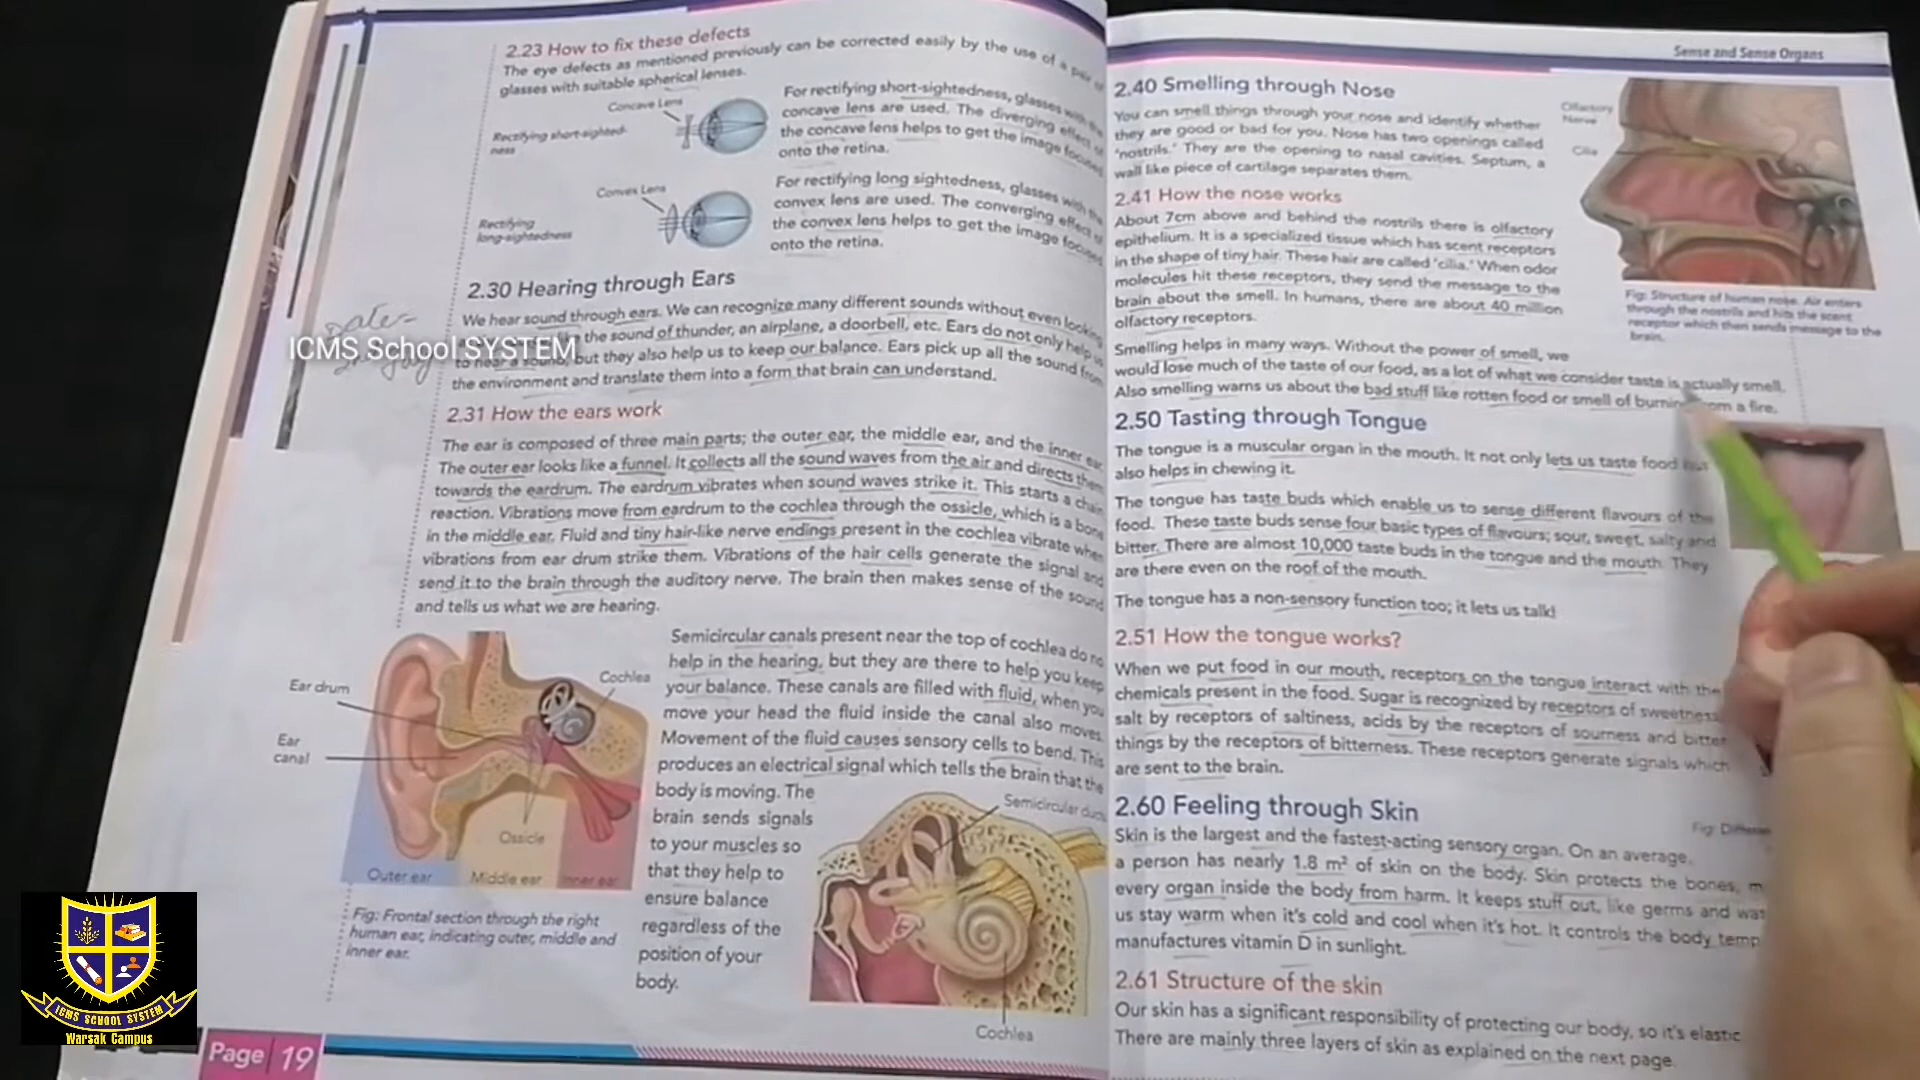 2.23 How to fix these defects
The eye defects as mentioned previously can be corrected easily by the use of a pair of
glasses with suitable spherical lenses.
Concave Lens
Rectifying short-sighted-
ness
For rectifying short-sightedness, glasses with the
concave lens are used. The diverging effect of
the concave lens helps to get the image focused
onto the retina.
Convex Lens
Rectifying
long-sightedness
For rectifying long sightedness, glasses with the
convex lens are used. The converging effect of
the convex lens helps to get the image focused
onto the retina.
2.30 Hearing through Ears
We hear sound through ears. We can recognize many different sounds without even looking
the sound of thunder, an airplane, a doorbell, etc. Ears do not only help us
to hear a sound, but they also help us to keep our balance. Ears pick up all the sound from
the environment and translate them into a form that brain can understand.
Date-
ICMS School SYSTEM
2.31 How the ears work
The ear is composed of three main parts; the outer ear, the middle ear, and the inner ear.
The outer ear looks like a funnel. It collects all the sound waves from the air and directs them
towards the eardrum. The eardrum vibrates when sound waves strike it. This starts a chain
reaction. Vibrations move from eardrum to the cochlea through the ossicle, which is a bone
in the middle ear. Fluid and tiny hair-like nerve endings present in the cochlea vibrate when
vibrations from ear drum strike them. Vibrations of the hair cells generate the signal and
send it to the brain through the auditory nerve. The brain then makes sense of the sound
and tells us what we are hearing.
Ear drum
Ear
canal
Cochlea
Ossicle
Outer ear Middle ear Inner ear
Fig: Frontal section through the right
human ear, indicating outer, middle and
inner ear.
Semicircular canals present near the top of cochlea do no
help in the hearing, but they are there to help you keep
your balance. These canals are filled with fluid, when you
move your head the fluid inside the canal also moves.
Movement of the fluid causes sensory cells to bend. This
produces an electrical signal which tells the brain that the
body is moving. The
brain sends signals
to your muscles so
that they help to
ensure balance
regardless of the
position of your
body.
Semicircular ducts
Cochlea
ICMS SCHOOL SYSTEM
Warsak Campus
Page 19
Sense and Sense Organs
2.40 Smelling through Nose
You can smell things through your nose and identify whether
they are good or bad for you. Nose has two openings called
'nostrils.' They are the opening to nasal cavities. Septum, a
wall like piece of cartilage separates them.
2.41 How the nose works
About 7cm above and behind the nostrils there is olfactory
epithelium. It is a specialized tissue which has scent receptors
in the shape of tiny hair. These hair are called 'cilia.' When odor
molecules hit these receptors, they send the message to the
brain about the smell. In humans, there are about 40 million
olfactory receptors.
Olfactory
Nerve
Cilia
Fig: Structure of human nose. Air enters
through the nostrils and hits the scent
receptor which then sends message to the
brain.
Smelling helps in many ways. Without the power of smell, we
would lose much of the taste of our food, as a lot of what we consider taste is actually smell.
Also smelling warns us about the bad stuff like rotten food or smell of burning from a fire.
2.50 Tasting through Tongue
The tongue is a muscular organ in the mouth. It not only lets us taste food
also helps in chewing it.
The tongue has taste buds which enable us to sense different flavours of the
food. These taste buds sense four basic types of flavours; sour, sweet, salty and
bitter. There are almost 10,000 taste buds in the tongue and the mouth. They
are there even on the roof of the mouth.
The tongue has a non-sensory function too; it lets us talk!
2.51 How the tongue works?
When we put food in our mouth, receptors on the tongue interact with the
chemicals present in the food. Sugar is recognized by receptors of sweetness,
salt by receptors of saltiness, acids by the receptors of sourness and bitter
things by the receptors of bitterness. These receptors generate signals which
are sent to the brain.
2.60 Feeling through Skin
Skin is the largest and the fastest-acting sensory organ. On an average,
a person has nearly 1.8 m² of skin on the body. Skin protects the bones, m
every organ inside the body from harm. It keeps stuff out, like germs and wat
us stay warm when it's cold and cool when it's hot. It controls the body temp
manufactures vitamin D in sunlight.
Fig:
2.61 Structure of the skin
Our skin has a significant responsibility of protecting our body, so it's elastic
There are mainly three layers of skin as explained on the next page.